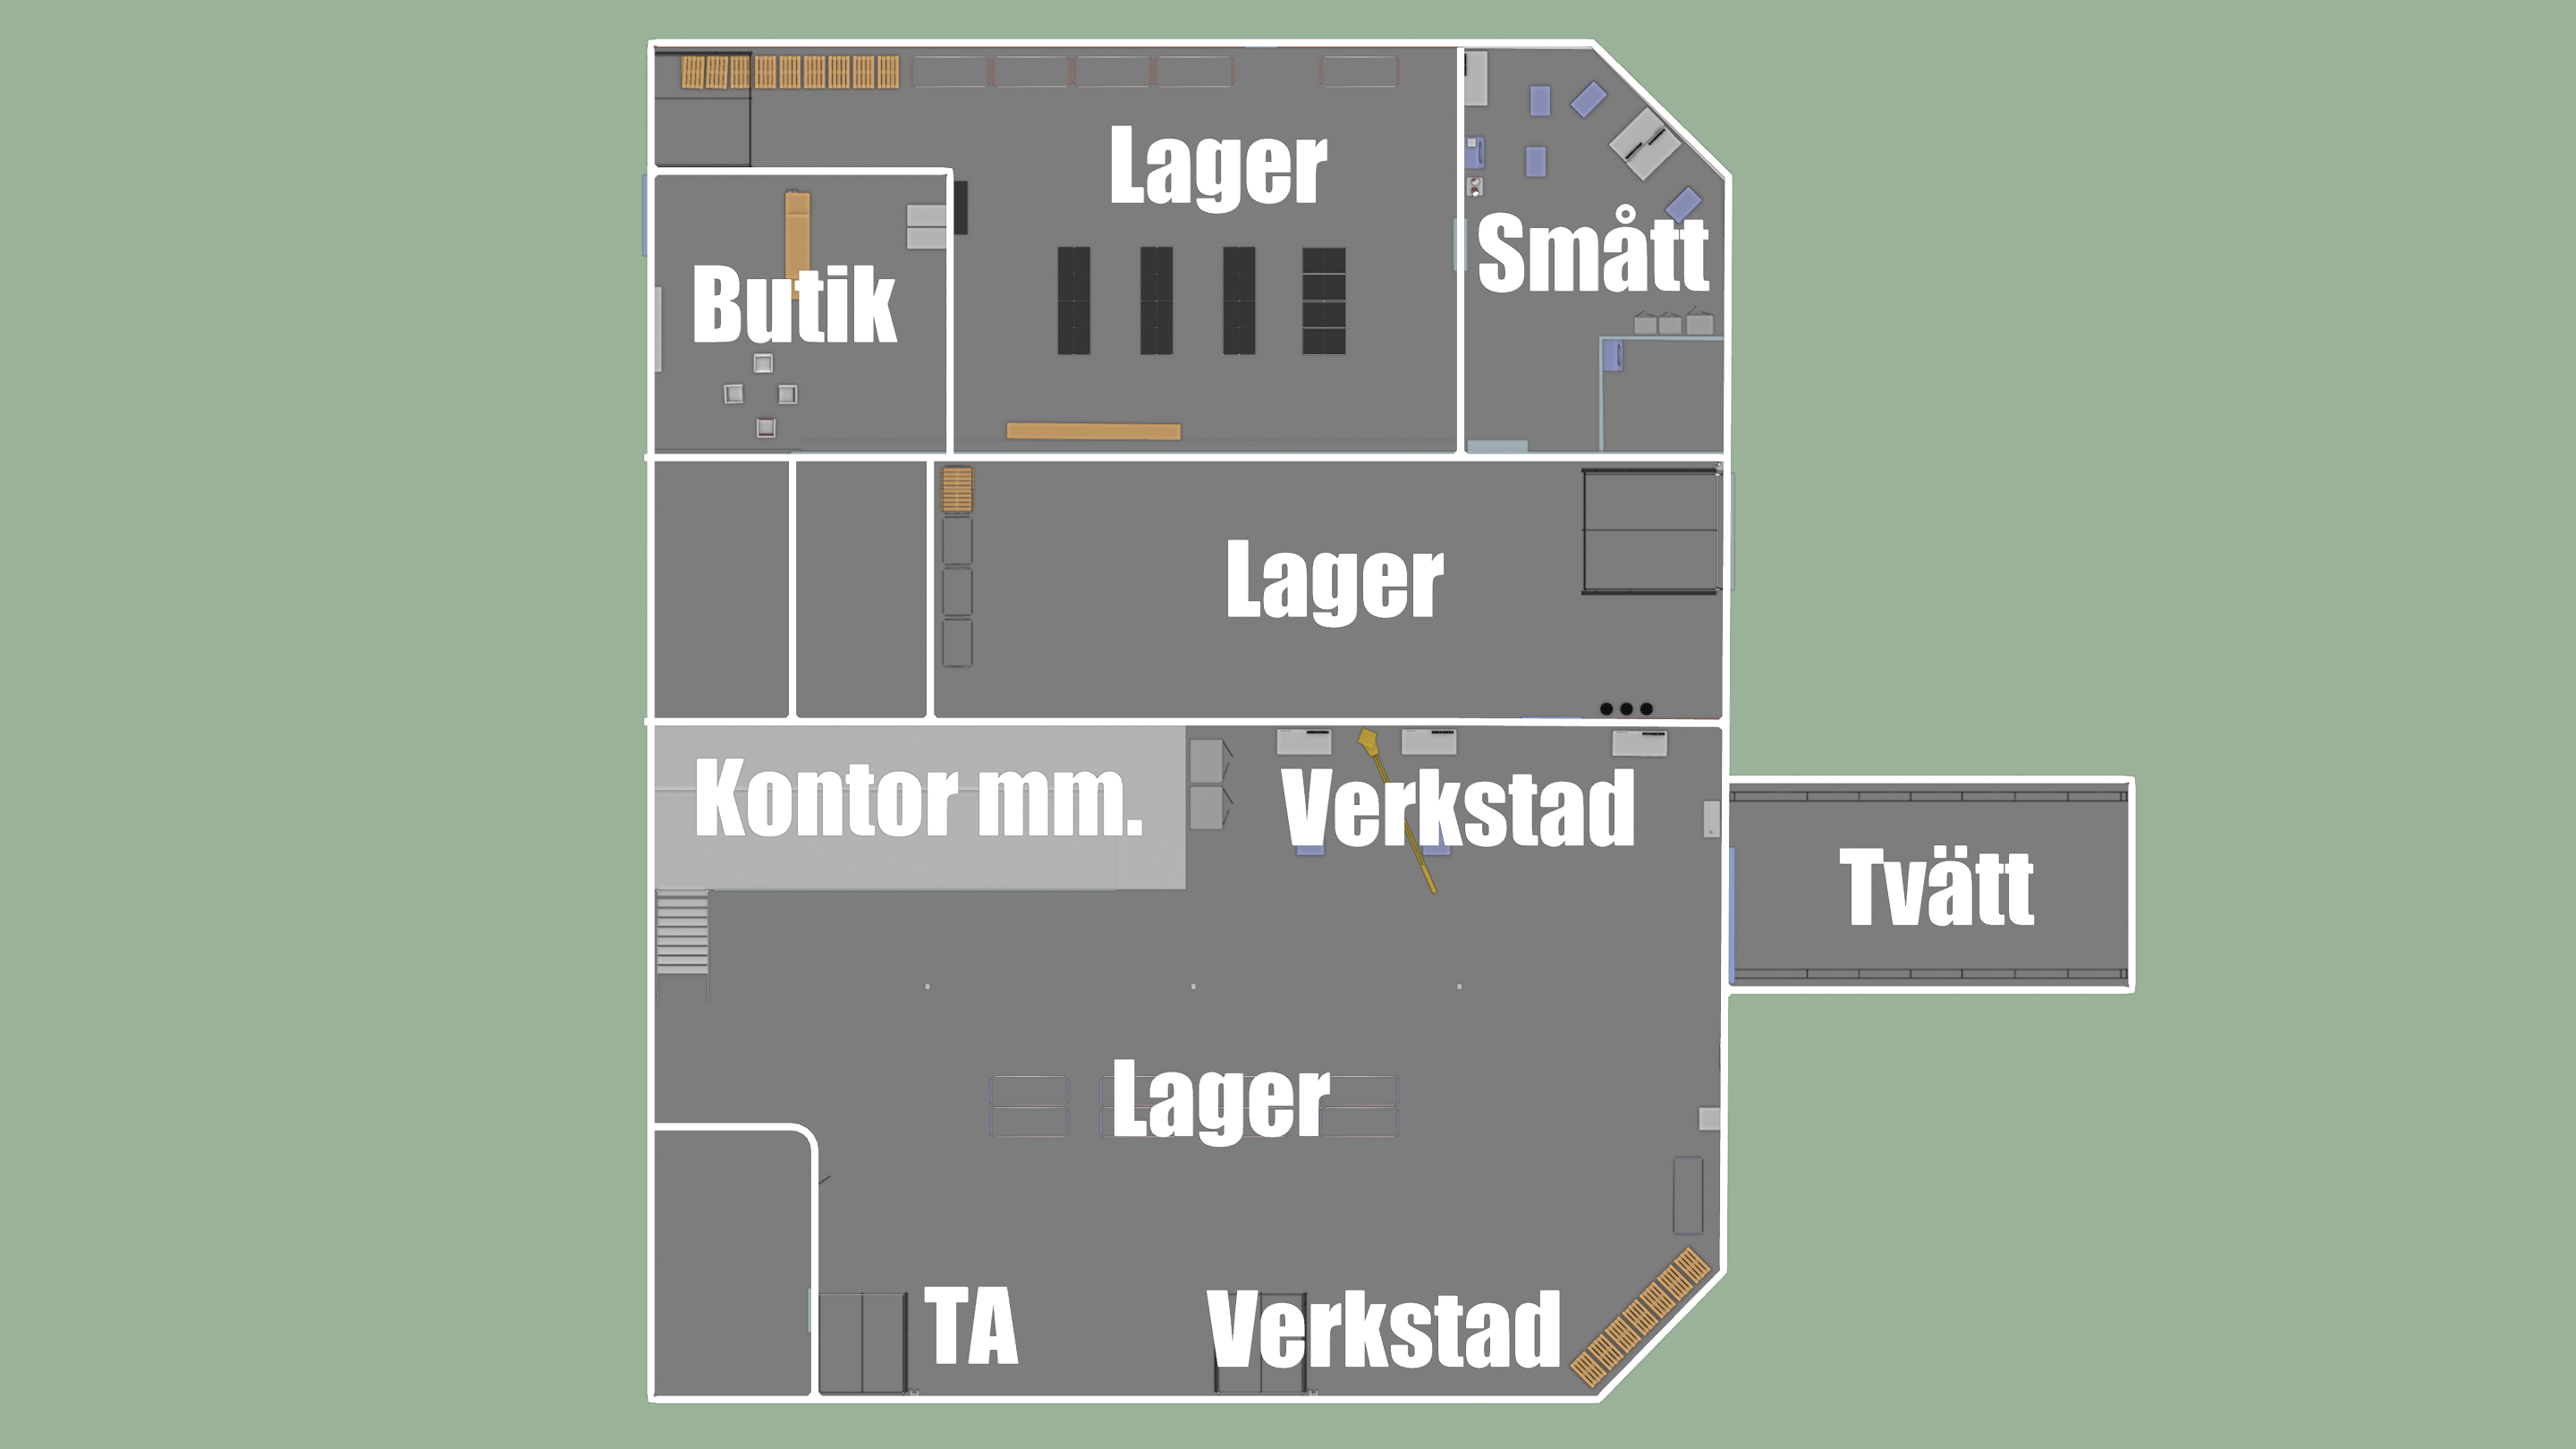 Lager
Smått
Butik
Lager
Kontor mm.
Verkstad
Tvätt
Lager
TA
Verkstad